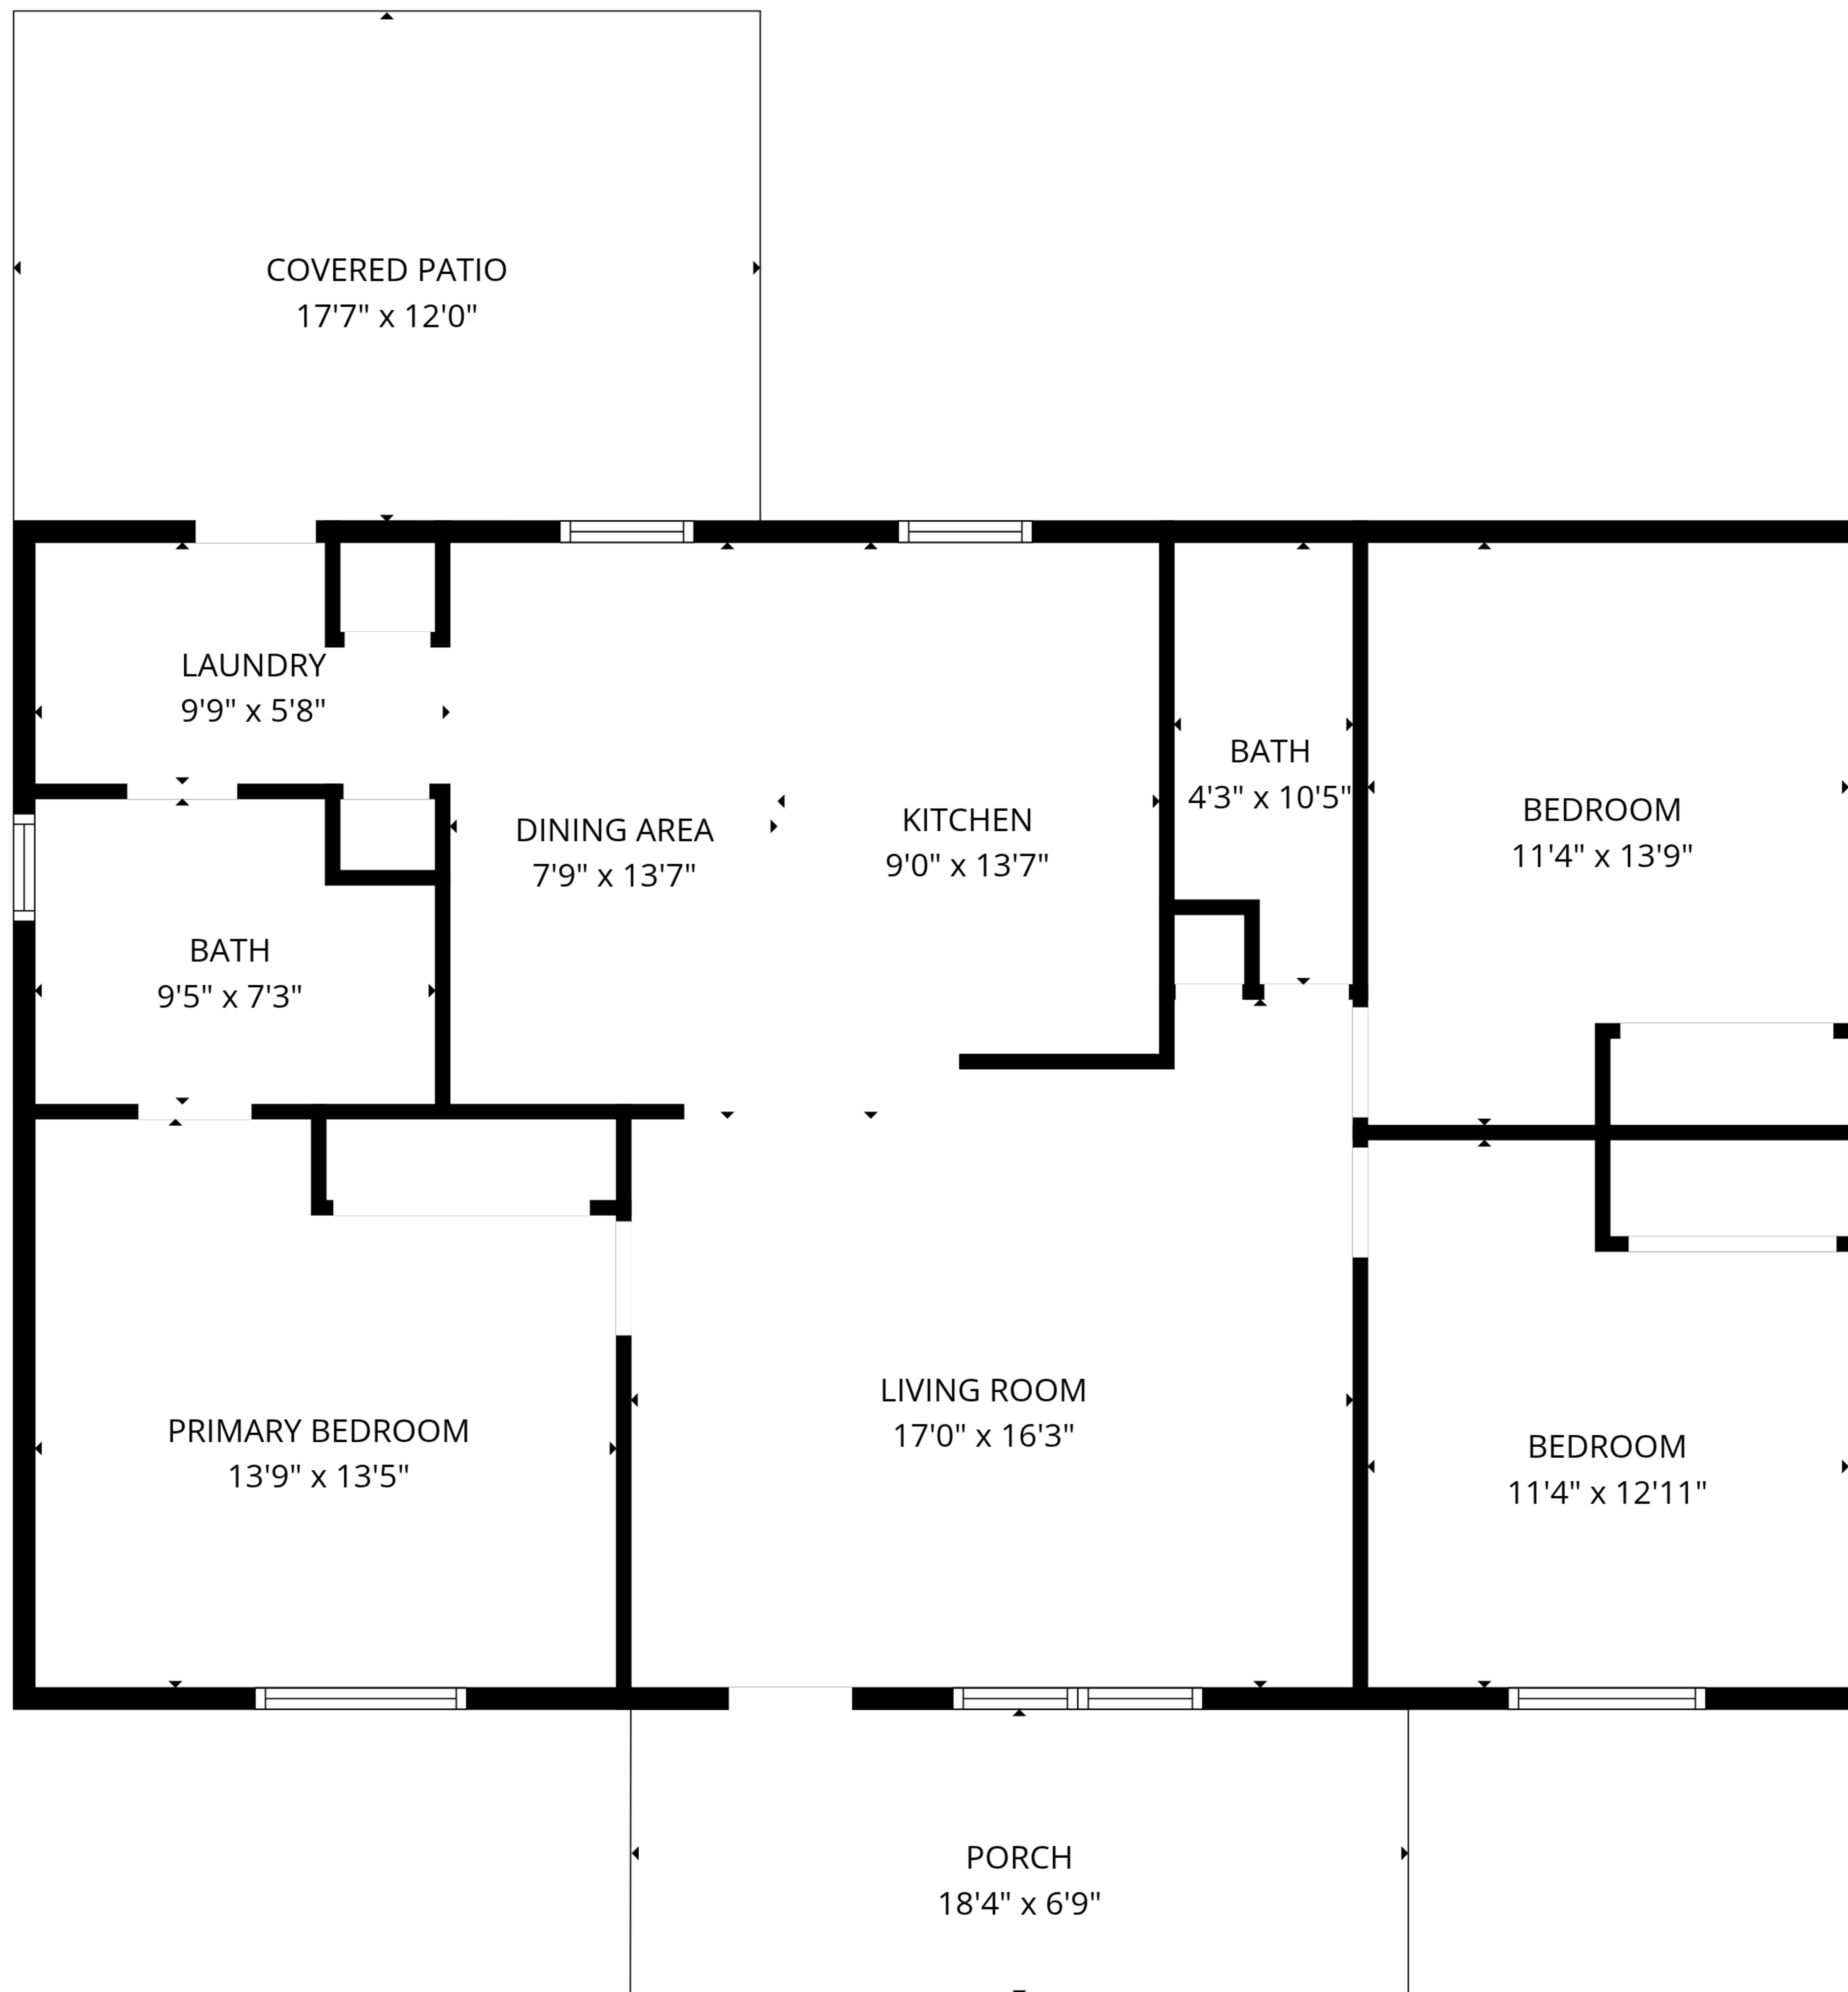 COVERED PATIO
17'7" x 12'0"
LAUNDRY
9'9" x 5'8"
BATH
4'3" x 10'5"
DINING AREA
7'9" x 13'7"
KITCHEN
9'0" x 13'7"
BEDROOM
11'4" x 13'9"
BATH
9'5" x 7'3"
PRIMARY BEDROOM
13'9" x 13'5"
LIVING ROOM
17'0" x 16'3"
BEDROOM
11'4" x 12'11"
PORCH
18'4" x 6'9"